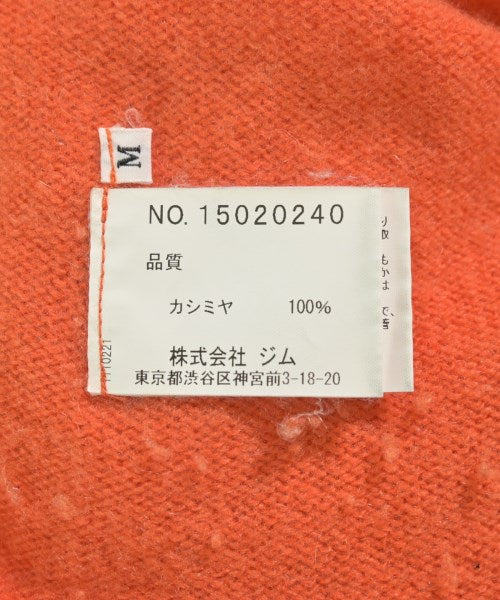 M
NO. 15020240
品質
カシミヤ 100%
株式会社 ジム
東京都渋谷区神宮前3-18-20
1110221